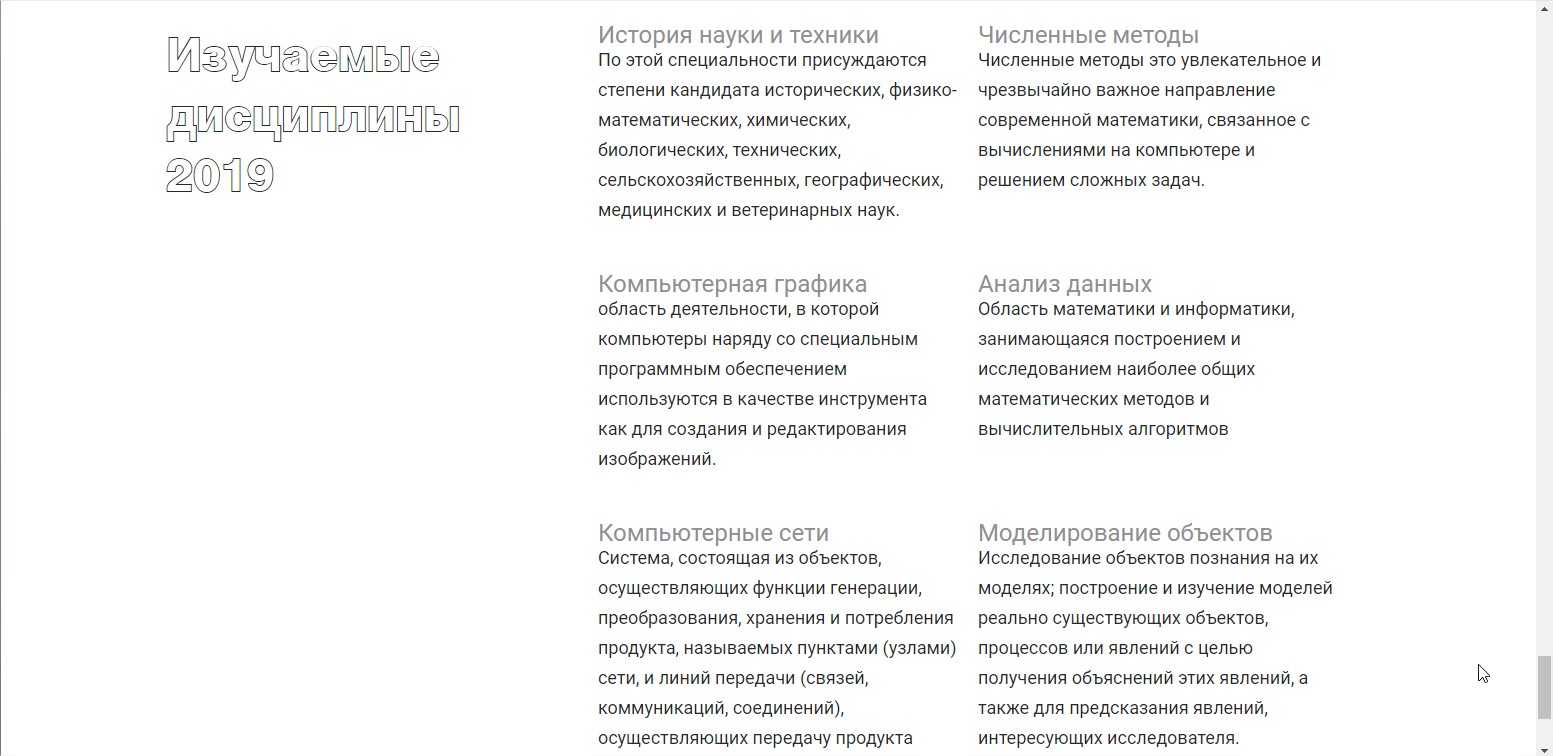 Изучаемые
дисциплины
2019
История науки и техники
По этой специальности присуждаются
степени кандидата исторических, физико-
математических, химических,
биологических, технических,
сельскохозяйственных, географических,
медицинских и ветеринарных наук.
Численные методы
Численные методы это увлекательное и
чрезвычайно важное направление
современной математики, связанное с
вычислениями на компьютере и
решением сложных задач.
Компьютерная графика
область деятельности, в которой
компьютеры наряду со специальным
программным обеспечением
используются в качестве инструмента
как для создания и редактирования
изображений.
Анализ данных
Область математики и информатики,
занимающаяся построением и
исследованием наиболее общих
математических методов и
вычислительных алгоритмов
Компьютерные сети
Система, состоящая из объектов,
осуществляющих функции генерации,
преобразования, хранения и потребления
продукта, называемых пунктами (узлами)
сети, и линий передачи (связей,
коммуникаций, соединений),
осуществляющих передачу продукта
Моделирование объектов
Исследование объектов познания на их
моделях; построение и изучение моделей
реально существующих объектов,
процессов или явлений с целью
получения объяснений этих явлений, а
также для предсказания явлений,
интересующих исследователя.